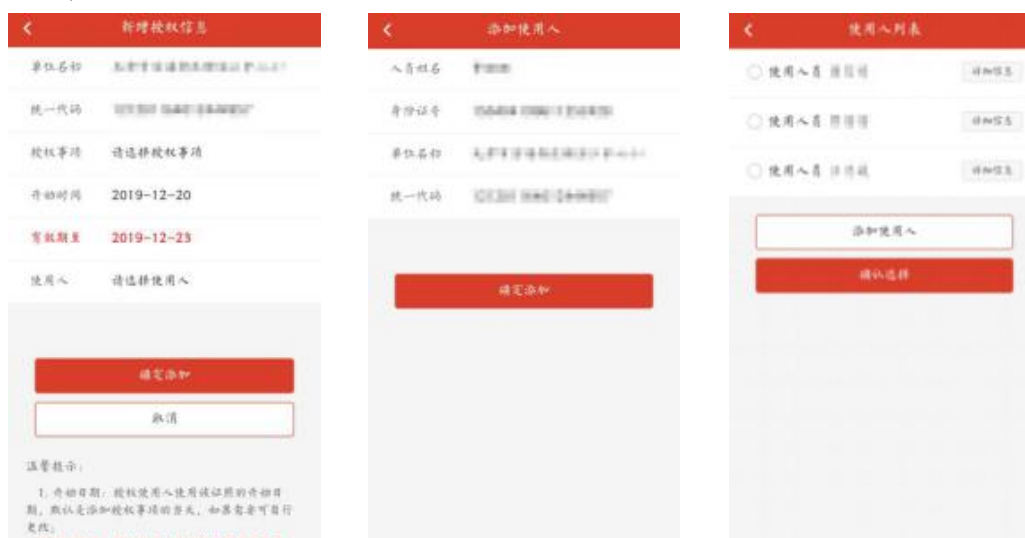 新增授权信息
单位名称
统一代码
授权事项 请选择授权事项
开始时间 2019-12-20
有效期至 2019-12-23
使用人 请选择使用人
确定添加
取消
温馨提示：
1. 开始日期：授权使用人使用该证照的开始日
期，默认是添加授权事项的当天，如果需要可自行
更改；
添加使用人
人员姓名
身份证号
单位名称
统一代码
确定添加
使用人列表
使用人员 详细信息
使用人员 详细信息
使用人员 详细信息
添加使用人
确认选择